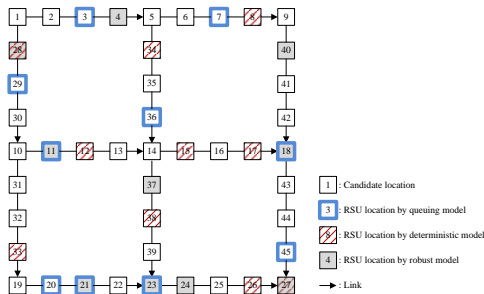 1 2 3 4 5 6 7 8 9
28 34 40
29 35 41
30 36 42
10 11 12 13 14 15 16 17 18
31 37 43
32 38 44
33 39 45
19 20 21 22 23 24 25 26 27
1 : Candidate location
3 : RSU location by queuing model
8 : RSU location by deterministic model
4 : RSU location by robust model
: Link